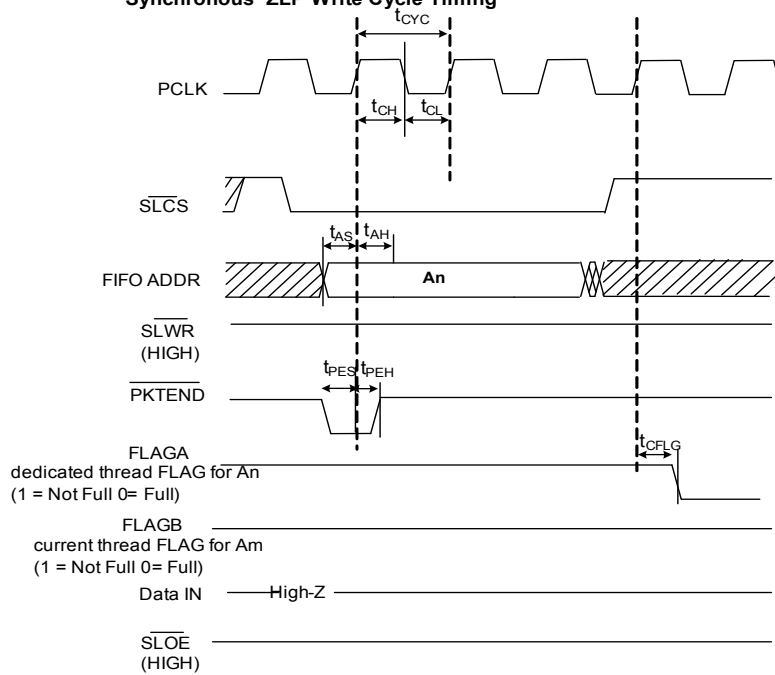 Synchronous ZLP Write Cycle Timing
tCYC
PCLK
tCH tCL
SLCS
tAS tAH
FIFO ADDR
An
SLWR
(HIGH)
tPES tPEH
PKTEND
FLAGA
dedicated thread FLAG for An
(1 = Not Full 0= Full)
tCFLG
FLAGB
current thread FLAG for Am
(1 = Not Full 0= Full)
Data IN
High-Z
SLOE
(HIGH)